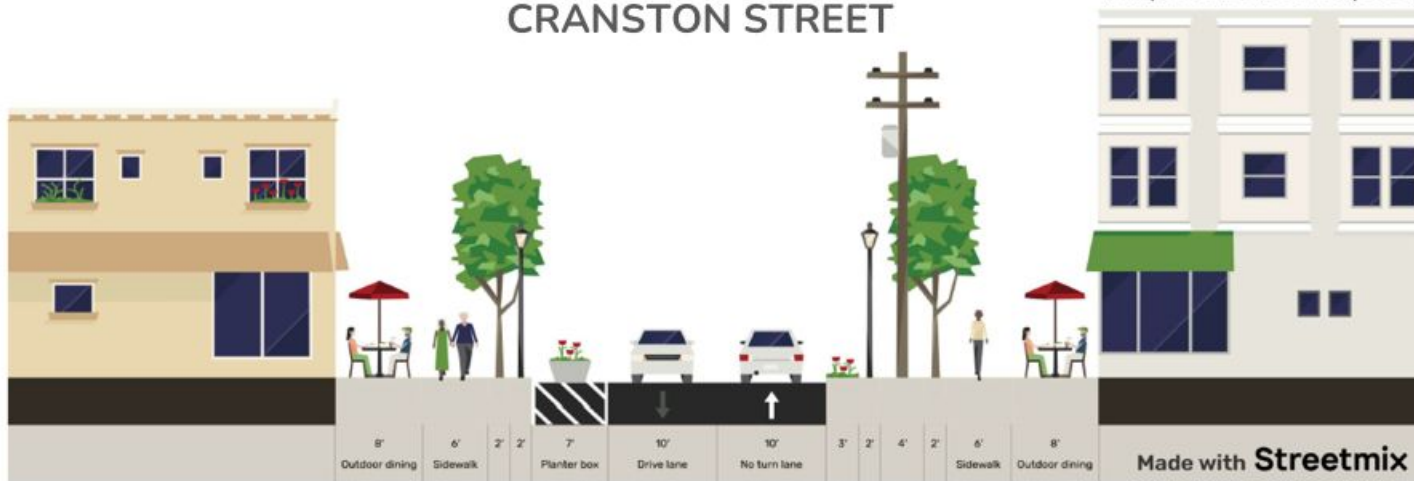 CRANSTON STREET
8' 6' 2' 2' 7' 10' 10' 3' 2' 4' 2' 6' 8'
Outdoor dining Sidewalk Planter box Drive lane No turn lane Sidewalk Outdoor dining
Made with Streetmix